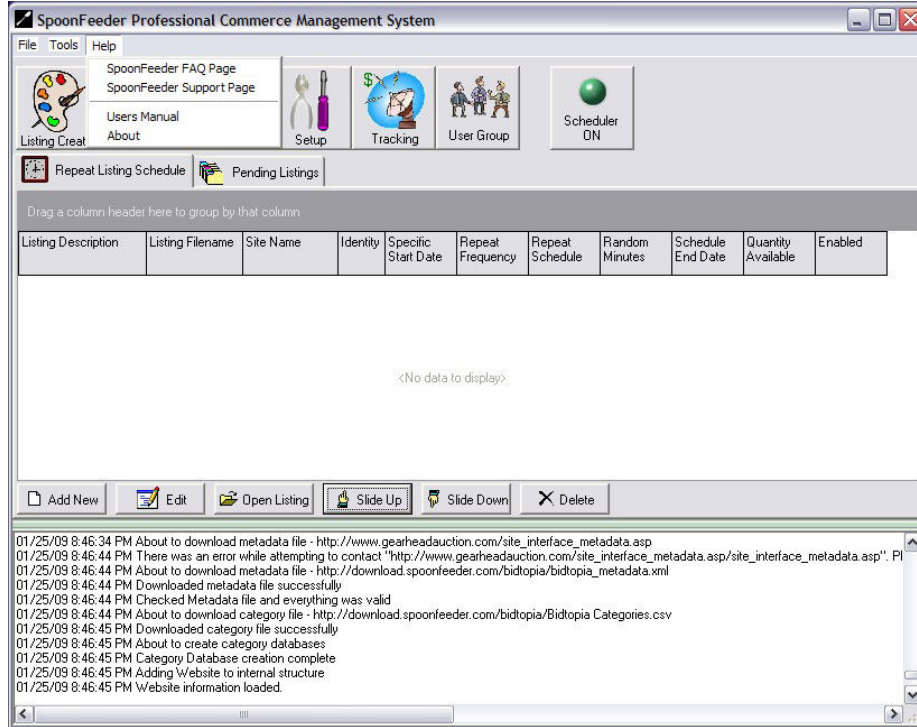 SpoonFeeder Professional Commerce Management System
File Tools Help
SpoonFeeder FAQ Page
SpoonFeeder Support Page
Users Manual
About
Listing Creat
Setup
Tracking
User Group
Scheduler
ON
Repeat Listing Schedule
Pending Listings
Drag a column header here to group by that column
Listing Description Listing Filename Site Name Identity Specific Start Date Repeat Frequency Repeat Schedule Random Minutes Schedule End Date Quantity Available Enabled
<No data to display>
Add New Edit Open Listing Slide Up Slide Down Delete
01/25/09 8:46:34 PM About to download metadata file - http://www.gearheadauction.com/site_interface_metadata.asp
01/25/09 8:46:44 PM There was an error while attempting to contact "http://www.gearheadauction.com/site_interface_metadata.asp/site_interface_metadata.asp". Pl
01/25/09 8:46:44 PM About to download metadata file - http://download.spoonfeeder.com/bidtopia/bidtopia_metadata.xml
01/25/09 8:46:44 PM Downloaded metadata file successfully
01/25/09 8:46:44 PM Checked Metadata file and everything was valid
01/25/09 8:46:44 PM About to download category file - http://download.spoonfeeder.com/bidtopia/Bidtopia Categories.csv
01/25/09 8:46:45 PM Downloaded category file successfully
01/25/09 8:46:45 PM About to create category databases
01/25/09 8:46:45 PM Category Database creation complete
01/25/09 8:46:45 PM Adding Website to internal structure
01/25/09 8:46:45 PM Website information loaded.